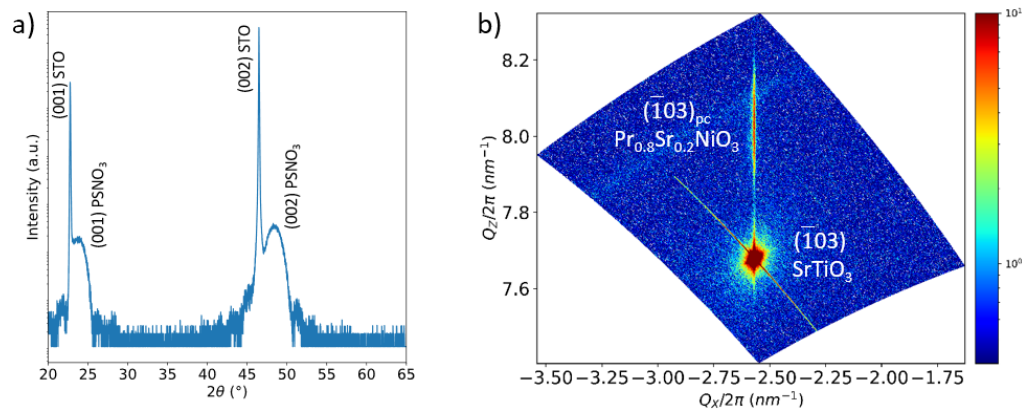 a)
Intensity (a.u.)
(001) STO
(001) PSNO₃
(002) STO
(002) PSNO₃
20 25 30 35 40 45 50 55 60 65
2θ (°)
b)
Q_Z/2π (nm⁻¹)
8.2
8.0
7.8
7.6
(1̅03)pc
Pr₀.₈Sr₀.₂NiO₃
(1̅03)
SrTiO₃
−3.50 −3.25 −3.00 −2.75 −2.50 −2.25 −2.00 −1.75
Q_X/2π (nm⁻¹)
10¹
10⁰